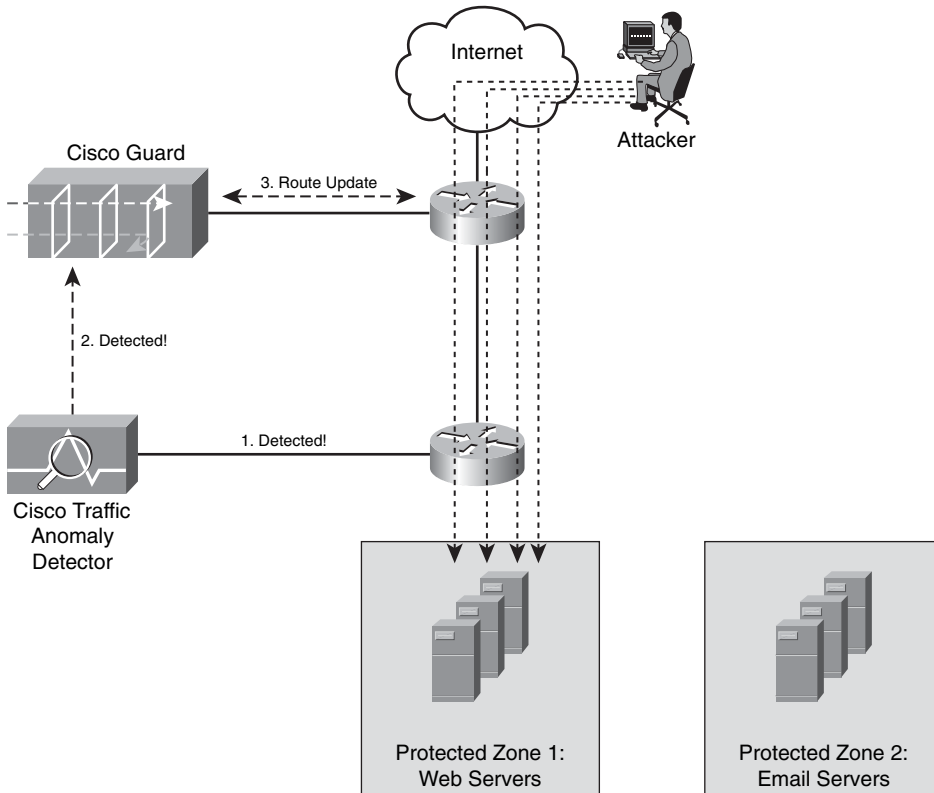 Internet
Attacker
Cisco Guard
3. Route Update
2. Detected!
1. Detected!
Cisco Traffic
Anomaly
Detector
Protected Zone 1:
Web Servers
Protected Zone 2:
Email Servers